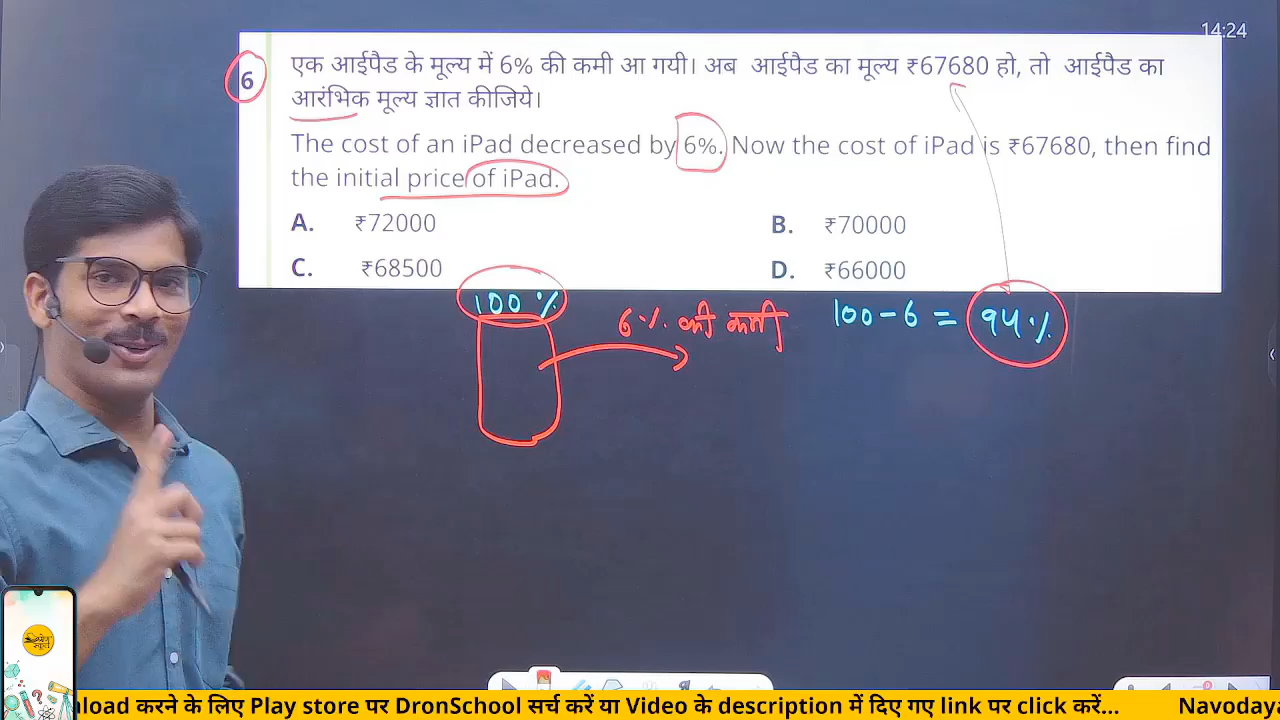 14:24
6
एक आईपैड के मूल्य में 6% की कमी आ गयी। अब आईपैड का मूल्य ₹67680 हो, तो आईपैड का
आरंभिक मूल्य ज्ञात कीजिये।
The cost of an iPad decreased by 6%. Now the cost of iPad is ₹67680, then find
the initial price of iPad.
A. ₹72000
B. ₹70000
C. ₹68500
D. ₹66000
100 %
6 % की कमी
100 - 6 = 94 %
nload करने के लिए Play store पर DronSchool सर्च करें या Video के description में दिए गए link पर click करें... Navoday